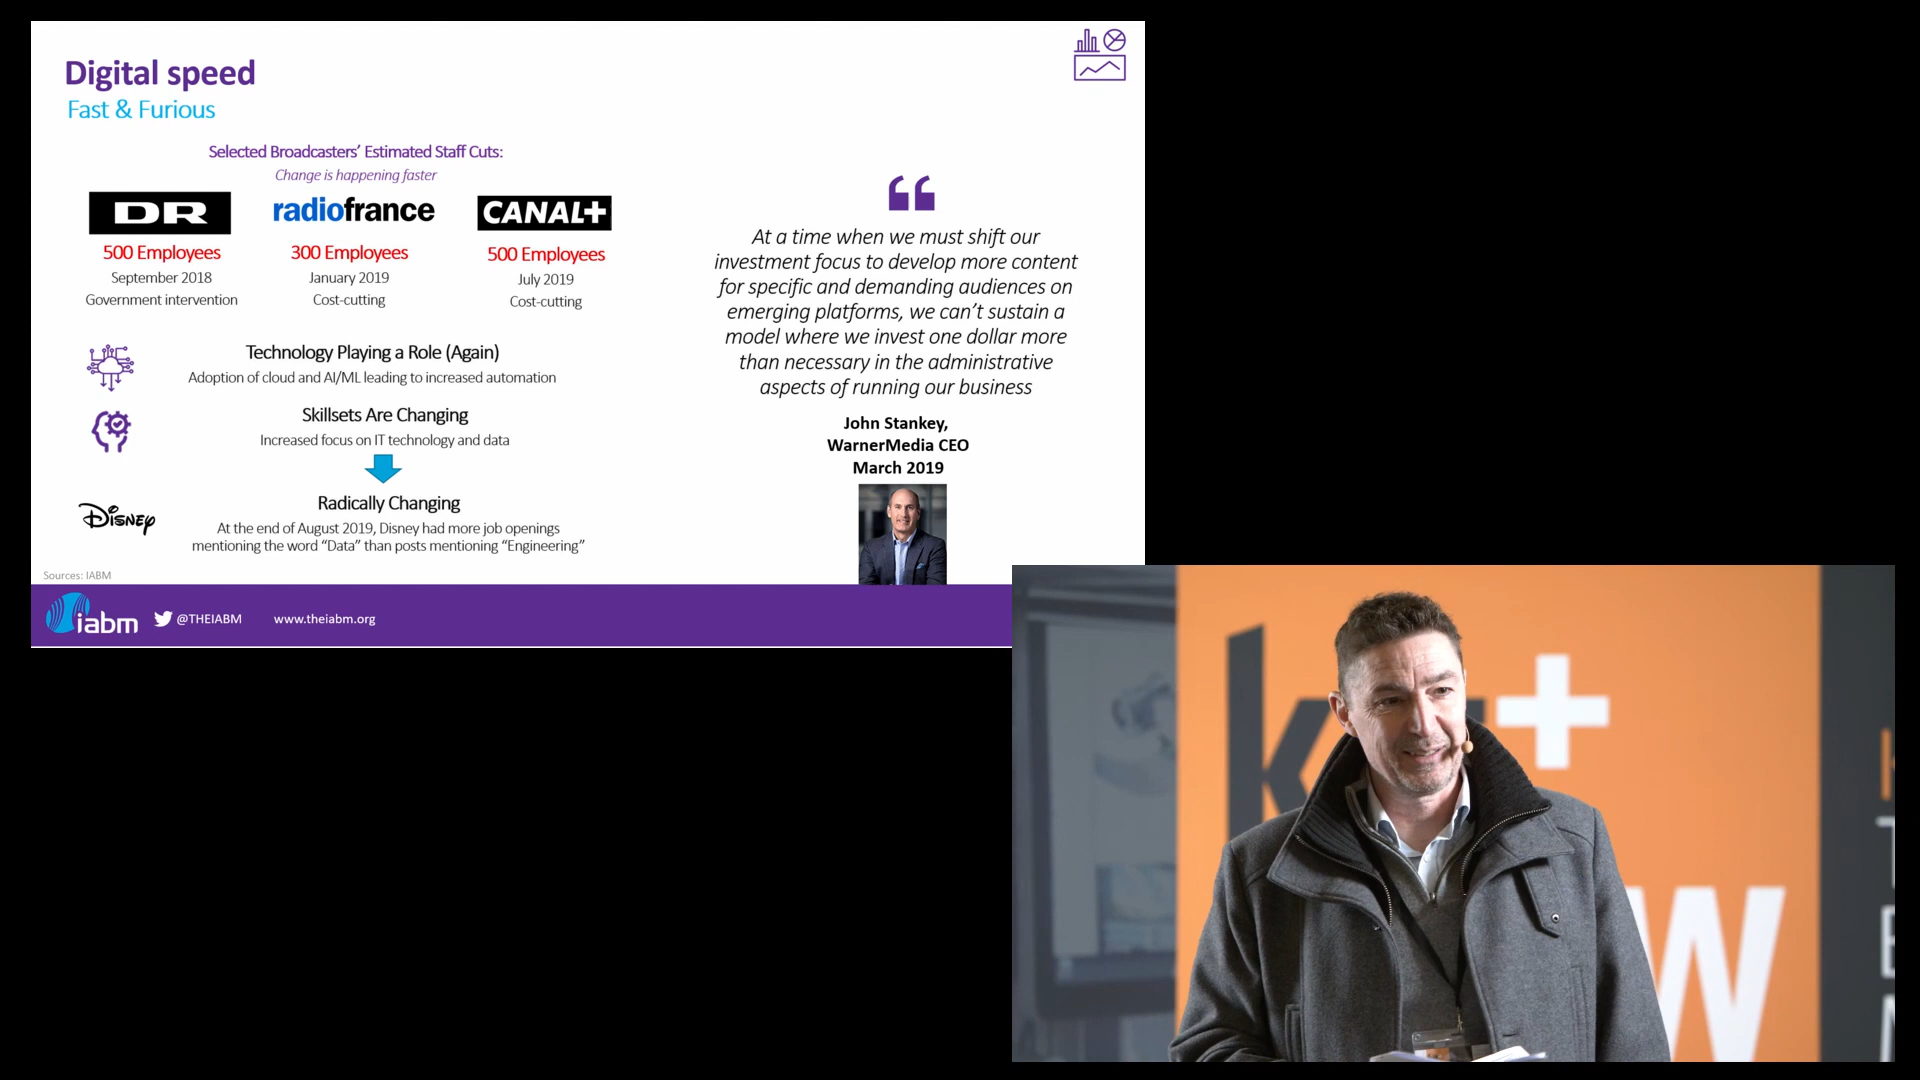 Digital speed
Fast & Furious
Selected Broadcasters’ Estimated Staff Cuts:
Change is happening faster
DR
500 Employees
September 2018
Government intervention
radiofrance
300 Employees
January 2019
Cost-cutting
CANAL+
500 Employees
July 2019
Cost-cutting
Technology Playing a Role (Again)
Adoption of cloud and AI/ML leading to increased automation
Skillsets Are Changing
Increased focus on IT technology and data
Disney
Radically Changing
At the end of August 2019, Disney had more job openings
mentioning the word “Data” than posts mentioning “Engineering”
Sources: IABM
At a time when we must shift our
investment focus to develop more content
for specific and demanding audiences on
emerging platforms, we can’t sustain a
model where we invest one dollar more
than necessary in the administrative
aspects of running our business
John Stankey,
WarnerMedia CEO
March 2019
iabm
@THEIABM
www.theiabm.org